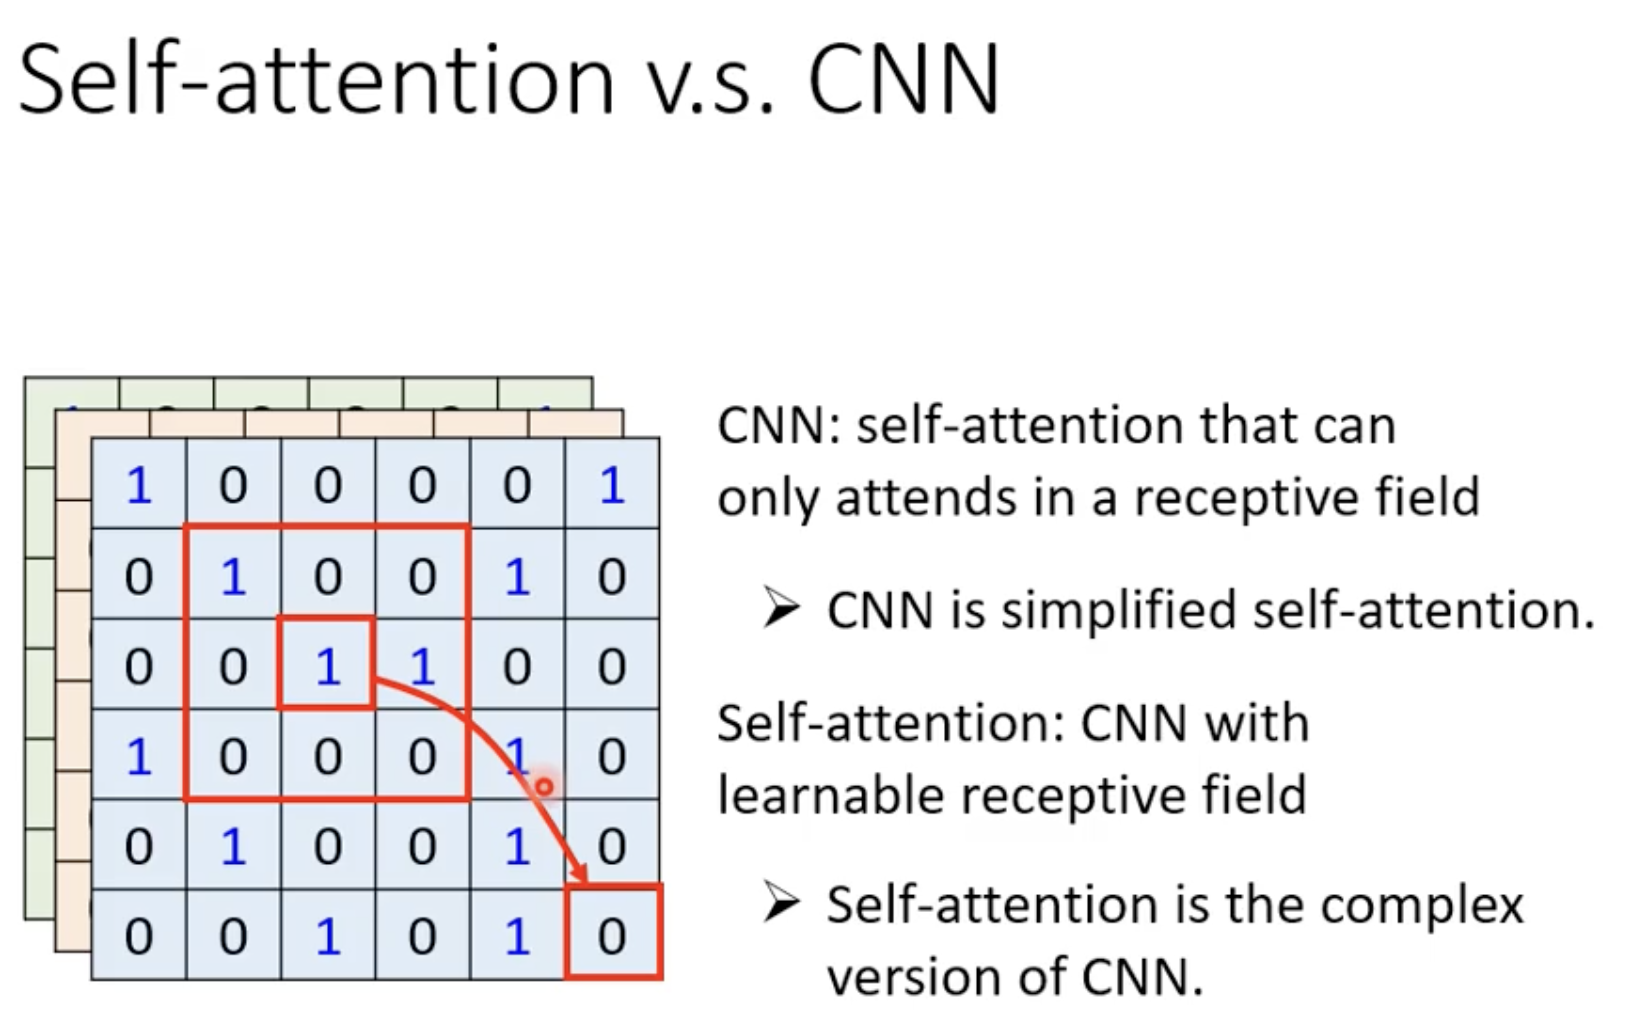 Self-attention v.s. CNN
1 0 0 0 0 1
0 1 0 0 1 0
0 0 1 1 0 0
1 0 0 0 1 0
0 1 0 0 1 0
0 0 1 0 1 0
CNN: self-attention that can
only attends in a receptive field
➢ CNN is simplified self-attention.
Self-attention: CNN with
learnable receptive field
➢ Self-attention is the complex
version of CNN.